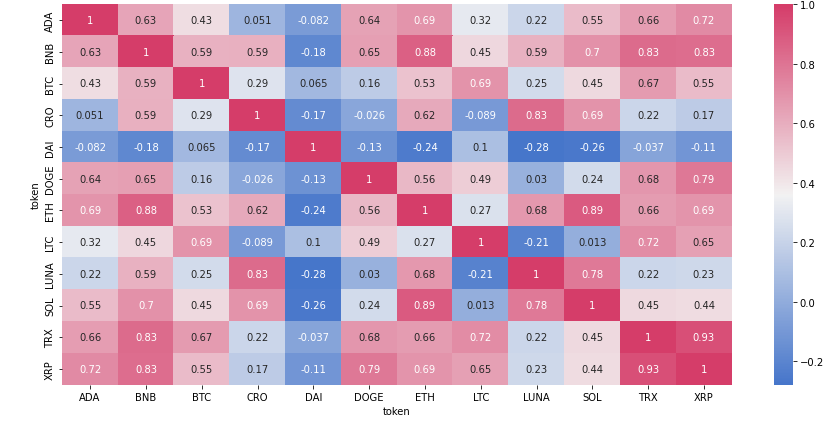 ADA 1 0.63 0.43 0.051 -0.082 0.64 0.69 0.32 0.22 0.55 0.66 0.72
BNB 0.63 1 0.59 0.59 -0.18 0.65 0.88 0.45 0.59 0.7 0.83 0.83
BTC 0.43 0.59 1 0.29 0.065 0.16 0.53 0.69 0.25 0.45 0.67 0.55
CRO 0.051 0.59 0.29 1 -0.17 -0.026 0.62 -0.089 0.83 0.69 0.22 0.17
DAI -0.082 -0.18 0.065 -0.17 1 -0.13 -0.24 0.1 -0.28 -0.26 -0.037 -0.11
DOGE 0.64 0.65 0.16 -0.026 -0.13 1 0.56 0.49 0.03 0.24 0.68 0.79
ETH 0.69 0.88 0.53 0.62 -0.24 0.56 1 0.27 0.68 0.89 0.66 0.69
LTC 0.32 0.45 0.69 -0.089 0.1 0.49 0.27 1 -0.21 0.013 0.72 0.65
LUNA 0.22 0.59 0.25 0.83 -0.28 0.03 0.68 -0.21 1 0.78 0.22 0.23
SOL 0.55 0.7 0.45 0.69 -0.26 0.24 0.89 0.013 0.78 1 0.45 0.44
TRX 0.66 0.83 0.67 0.22 -0.037 0.68 0.66 0.72 0.22 0.45 1 0.93
XRP 0.72 0.83 0.55 0.17 -0.11 0.79 0.69 0.65 0.23 0.44 0.93 1
ADA BNB BTC CRO DAI DOGE ETH LTC LUNA SOL TRX XRP
token
token
1.0
0.8
0.6
0.4
0.2
0.0
−0.2